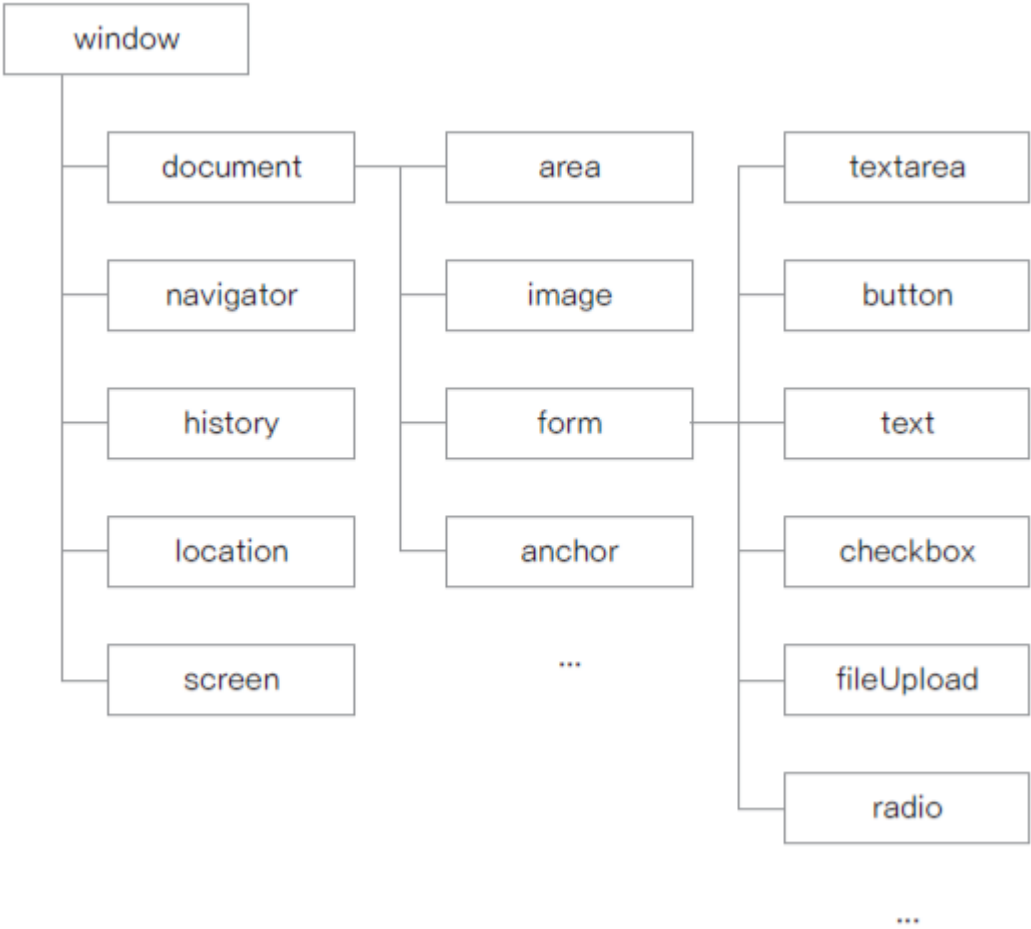 window
document
area
textarea
navigator
image
button
history
form
text
location
anchor
checkbox
screen
...
fileUpload
radio
...